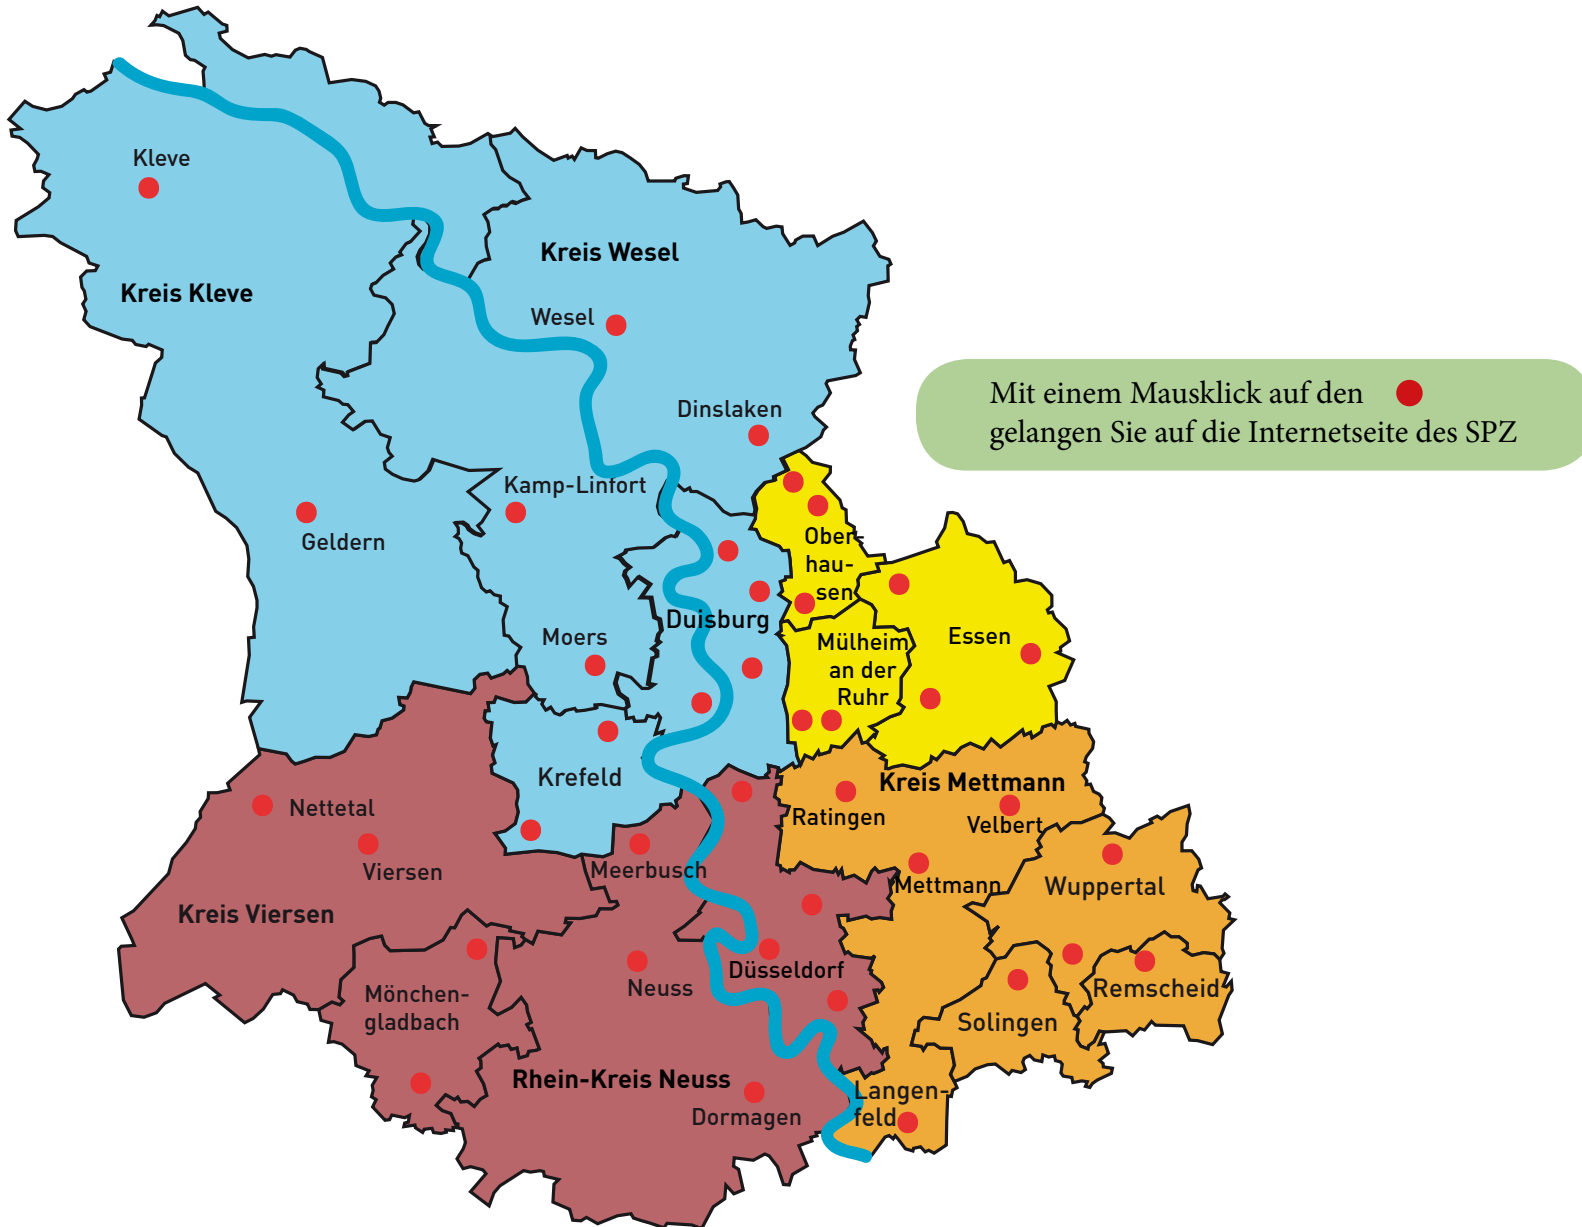 Kleve
Kreis Wesel
Kreis Kleve
Wesel
Mit einem Mausklick auf den
gelangen Sie auf die Internetseite des SPZ
Dinslaken
Kamp-Linfort
Geldern
Ober-
hau-
sen
Duisburg
Moers
Mülheim
an der
Ruhr
Essen
Krefeld
Kreis Mettmann
Nettetal
Ratingen
Velbert
Viersen
Meerbusch
Mettmann
Wuppertal
Kreis Viersen
Düsseldorf
Neuss
Mönchen-
gladbach
Remscheid
Solingen
Rhein-Kreis Neuss
Langen-
feld
Dormagen